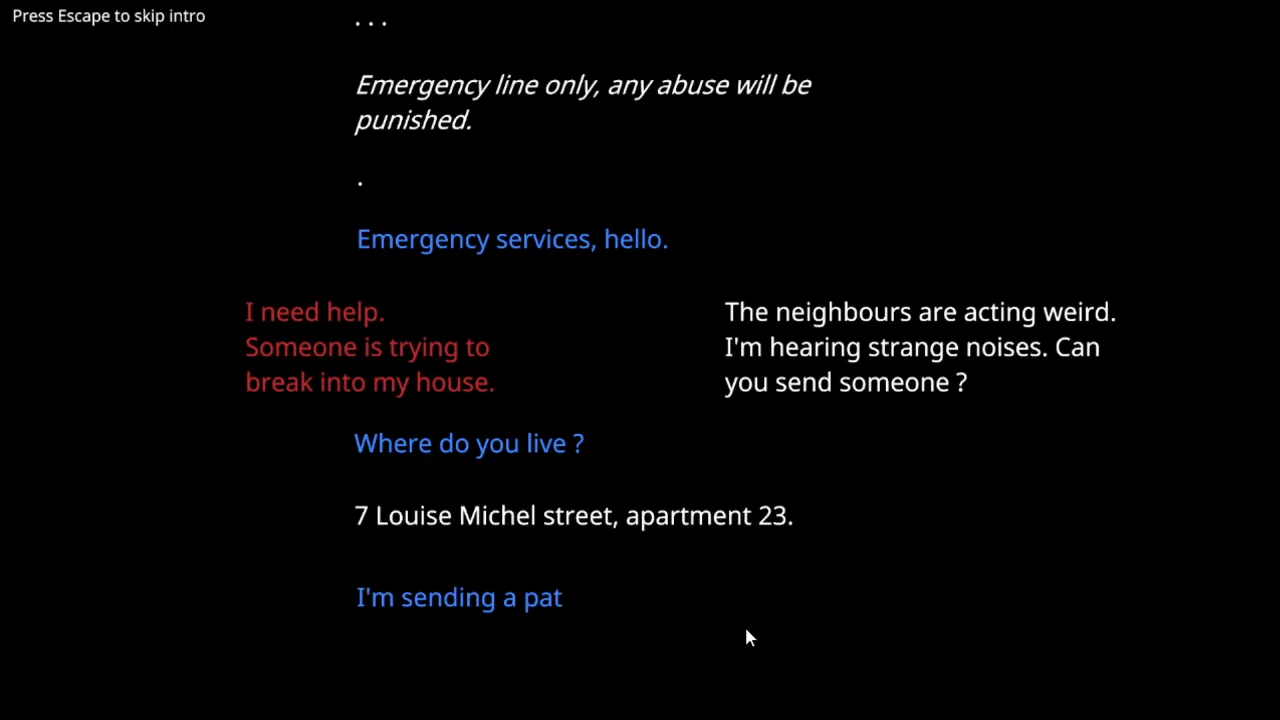 Press Escape to skip intro
. . .
Emergency line only, any abuse will be
punished.
.
Emergency services, hello.
I need help.
Someone is trying to
break into my house.
The neighbours are acting weird.
I'm hearing strange noises. Can
you send someone ?
Where do you live ?
7 Louise Michel street, apartment 23.
I'm sending a pat